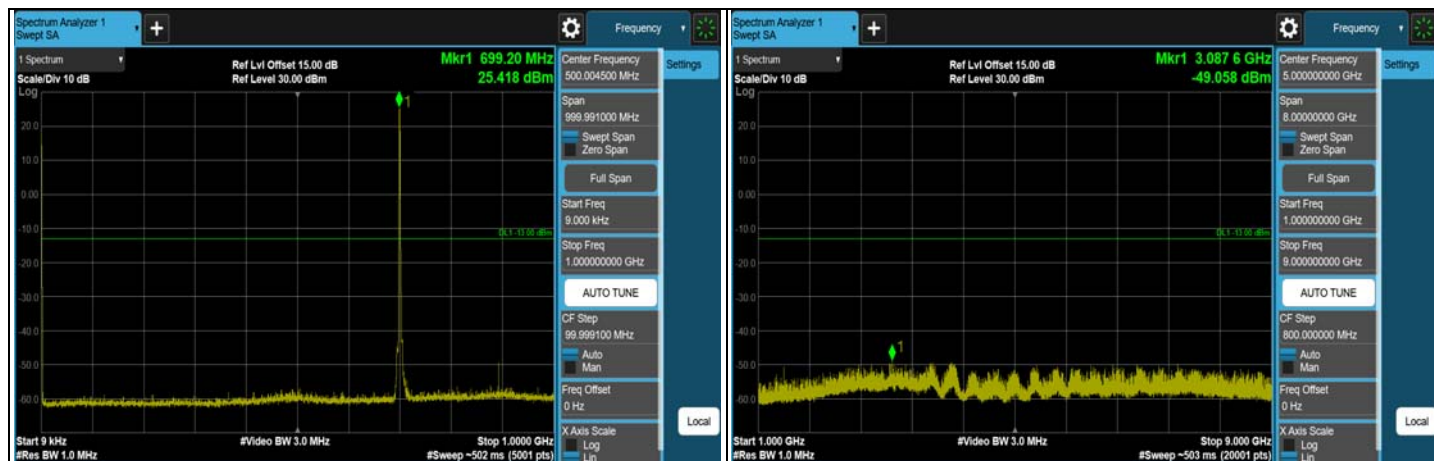 Spectrum Analyzer 1
Swept SA
+
Frequency
1 Spectrum
Scale/Div 10 dB
Log
Ref Lvl Offset 15.00 dB
Ref Level 30.00 dBm
Mkr1 699.20 MHz
25.418 dBm
1
20.0
10.0
0.00
-10.0
-20.0
-30.0
-40.0
-50.0
-60.0
DL1 -13.00 dBm
Start 9 kHz
#Res BW 1.0 MHz
#Video BW 3.0 MHz
Stop 1.0000 GHz
#Sweep ~502 ms (5001 pts)
Center Frequency
500.004500 MHz
Settings
Span
999.991000 MHz
Swept Span
Zero Span
Full Span
Start Freq
9.000 kHz
Stop Freq
1.000000000 GHz
AUTO TUNE
CF Step
99.999100 MHz
Auto
Man
Freq Offset
0 Hz
X Axis Scale
Log
Lin
Local
Spectrum Analyzer 1
Swept SA
+
Frequency
1 Spectrum
Scale/Div 10 dB
Log
Ref Lvl Offset 15.00 dB
Ref Level 30.00 dBm
Mkr1 3.087 6 GHz
-49.058 dBm
1
20.0
10.0
0.00
-10.0
-20.0
-30.0
-40.0
-50.0
-60.0
DL1 -13.00 dBm
Start 1.000 GHz
#Res BW 1.0 MHz
#Video BW 3.0 MHz
Stop 9.000 GHz
#Sweep ~503 ms (20001 pts)
Center Frequency
5.000000000 GHz
Settings
Span
8.00000000 GHz
Swept Span
Zero Span
Full Span
Start Freq
1.000000000 GHz
Stop Freq
9.000000000 GHz
AUTO TUNE
CF Step
800.000000 MHz
Auto
Man
Freq Offset
0 Hz
X Axis Scale
Log
Lin
Local